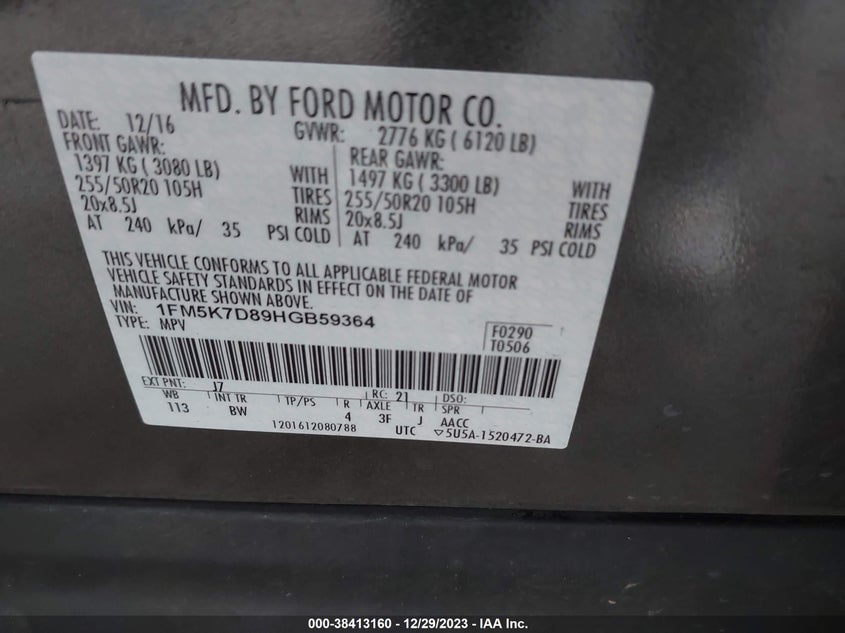 MFD. BY FORD MOTOR CO.
DATE: 12/16 GVWR: 2776 KG ( 6120 LB)
FRONT GAWR: REAR GAWR:
1397 KG ( 3080 LB) WITH 1497 KG ( 3300 LB) WITH
255/50R20 105H TIRES 255/50R20 105H TIRES
20x8.5J RIMS 20x8.5J RIMS
AT 240 kPa/ 35 PSI COLD AT 240 kPa/ 35 PSI COLD
THIS VEHICLE CONFORMS TO ALL APPLICABLE FEDERAL MOTOR
VEHICLE SAFETY STANDARDS IN EFFECT ON THE DATE OF
MANUFACTURE SHOWN ABOVE.
VIN: 1FM5K7D89HGB59364
TYPE: MPV
F0290
T0506
EXT PNT: J7 RC: 21 DSO:
WB INT TR TP/PS R AXLE TR SPR
113 BW 4 3F J AACC
1201612080788 UTC ▽5U5A-1520472-BA
000-38413160 - 12/29/2023 - IAA Inc.